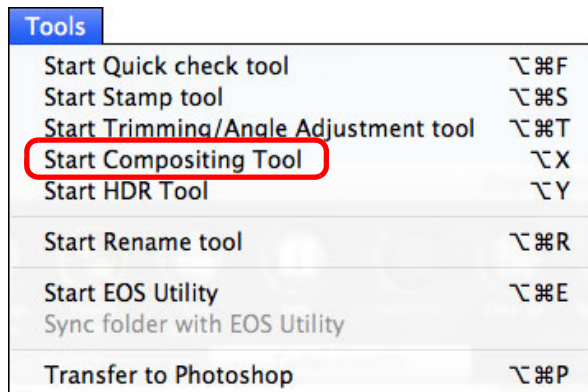 Tools
Start Quick check tool ⌥⌘F
Start Stamp tool ⌥⌘S
Start Trimming/Angle Adjustment tool ⌥⌘T
Start Compositing Tool ⌥X
Start HDR Tool ⌥Y
Start Rename tool ⌥⌘R
Start EOS Utility ⌥⌘E
Sync folder with EOS Utility
Transfer to Photoshop ⌥⌘P